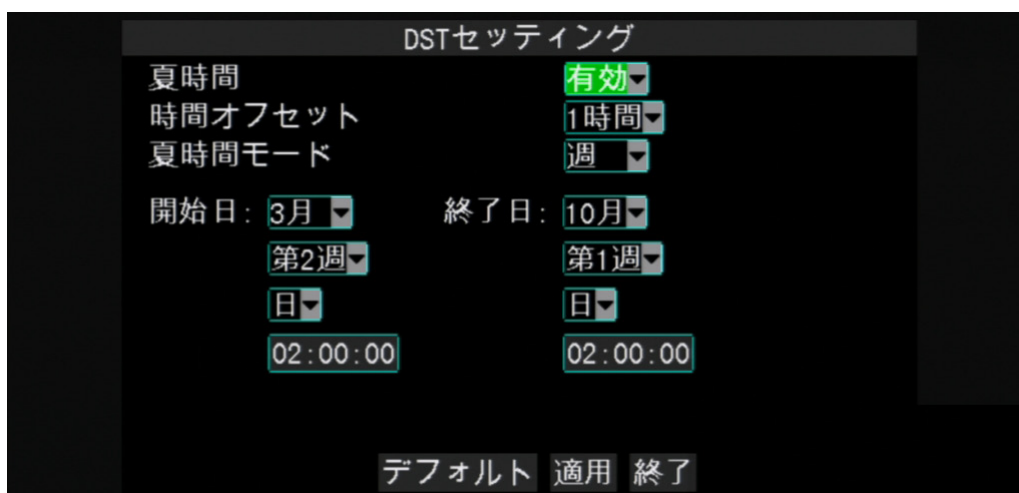 DSTセッティング
夏時間 有効
時間オフセット 1時間
夏時間モード 週
開始日: 3月 終了日: 10月
第2週 第1週
日 日
02:00:00 02:00:00
デフォルト 適用 終了